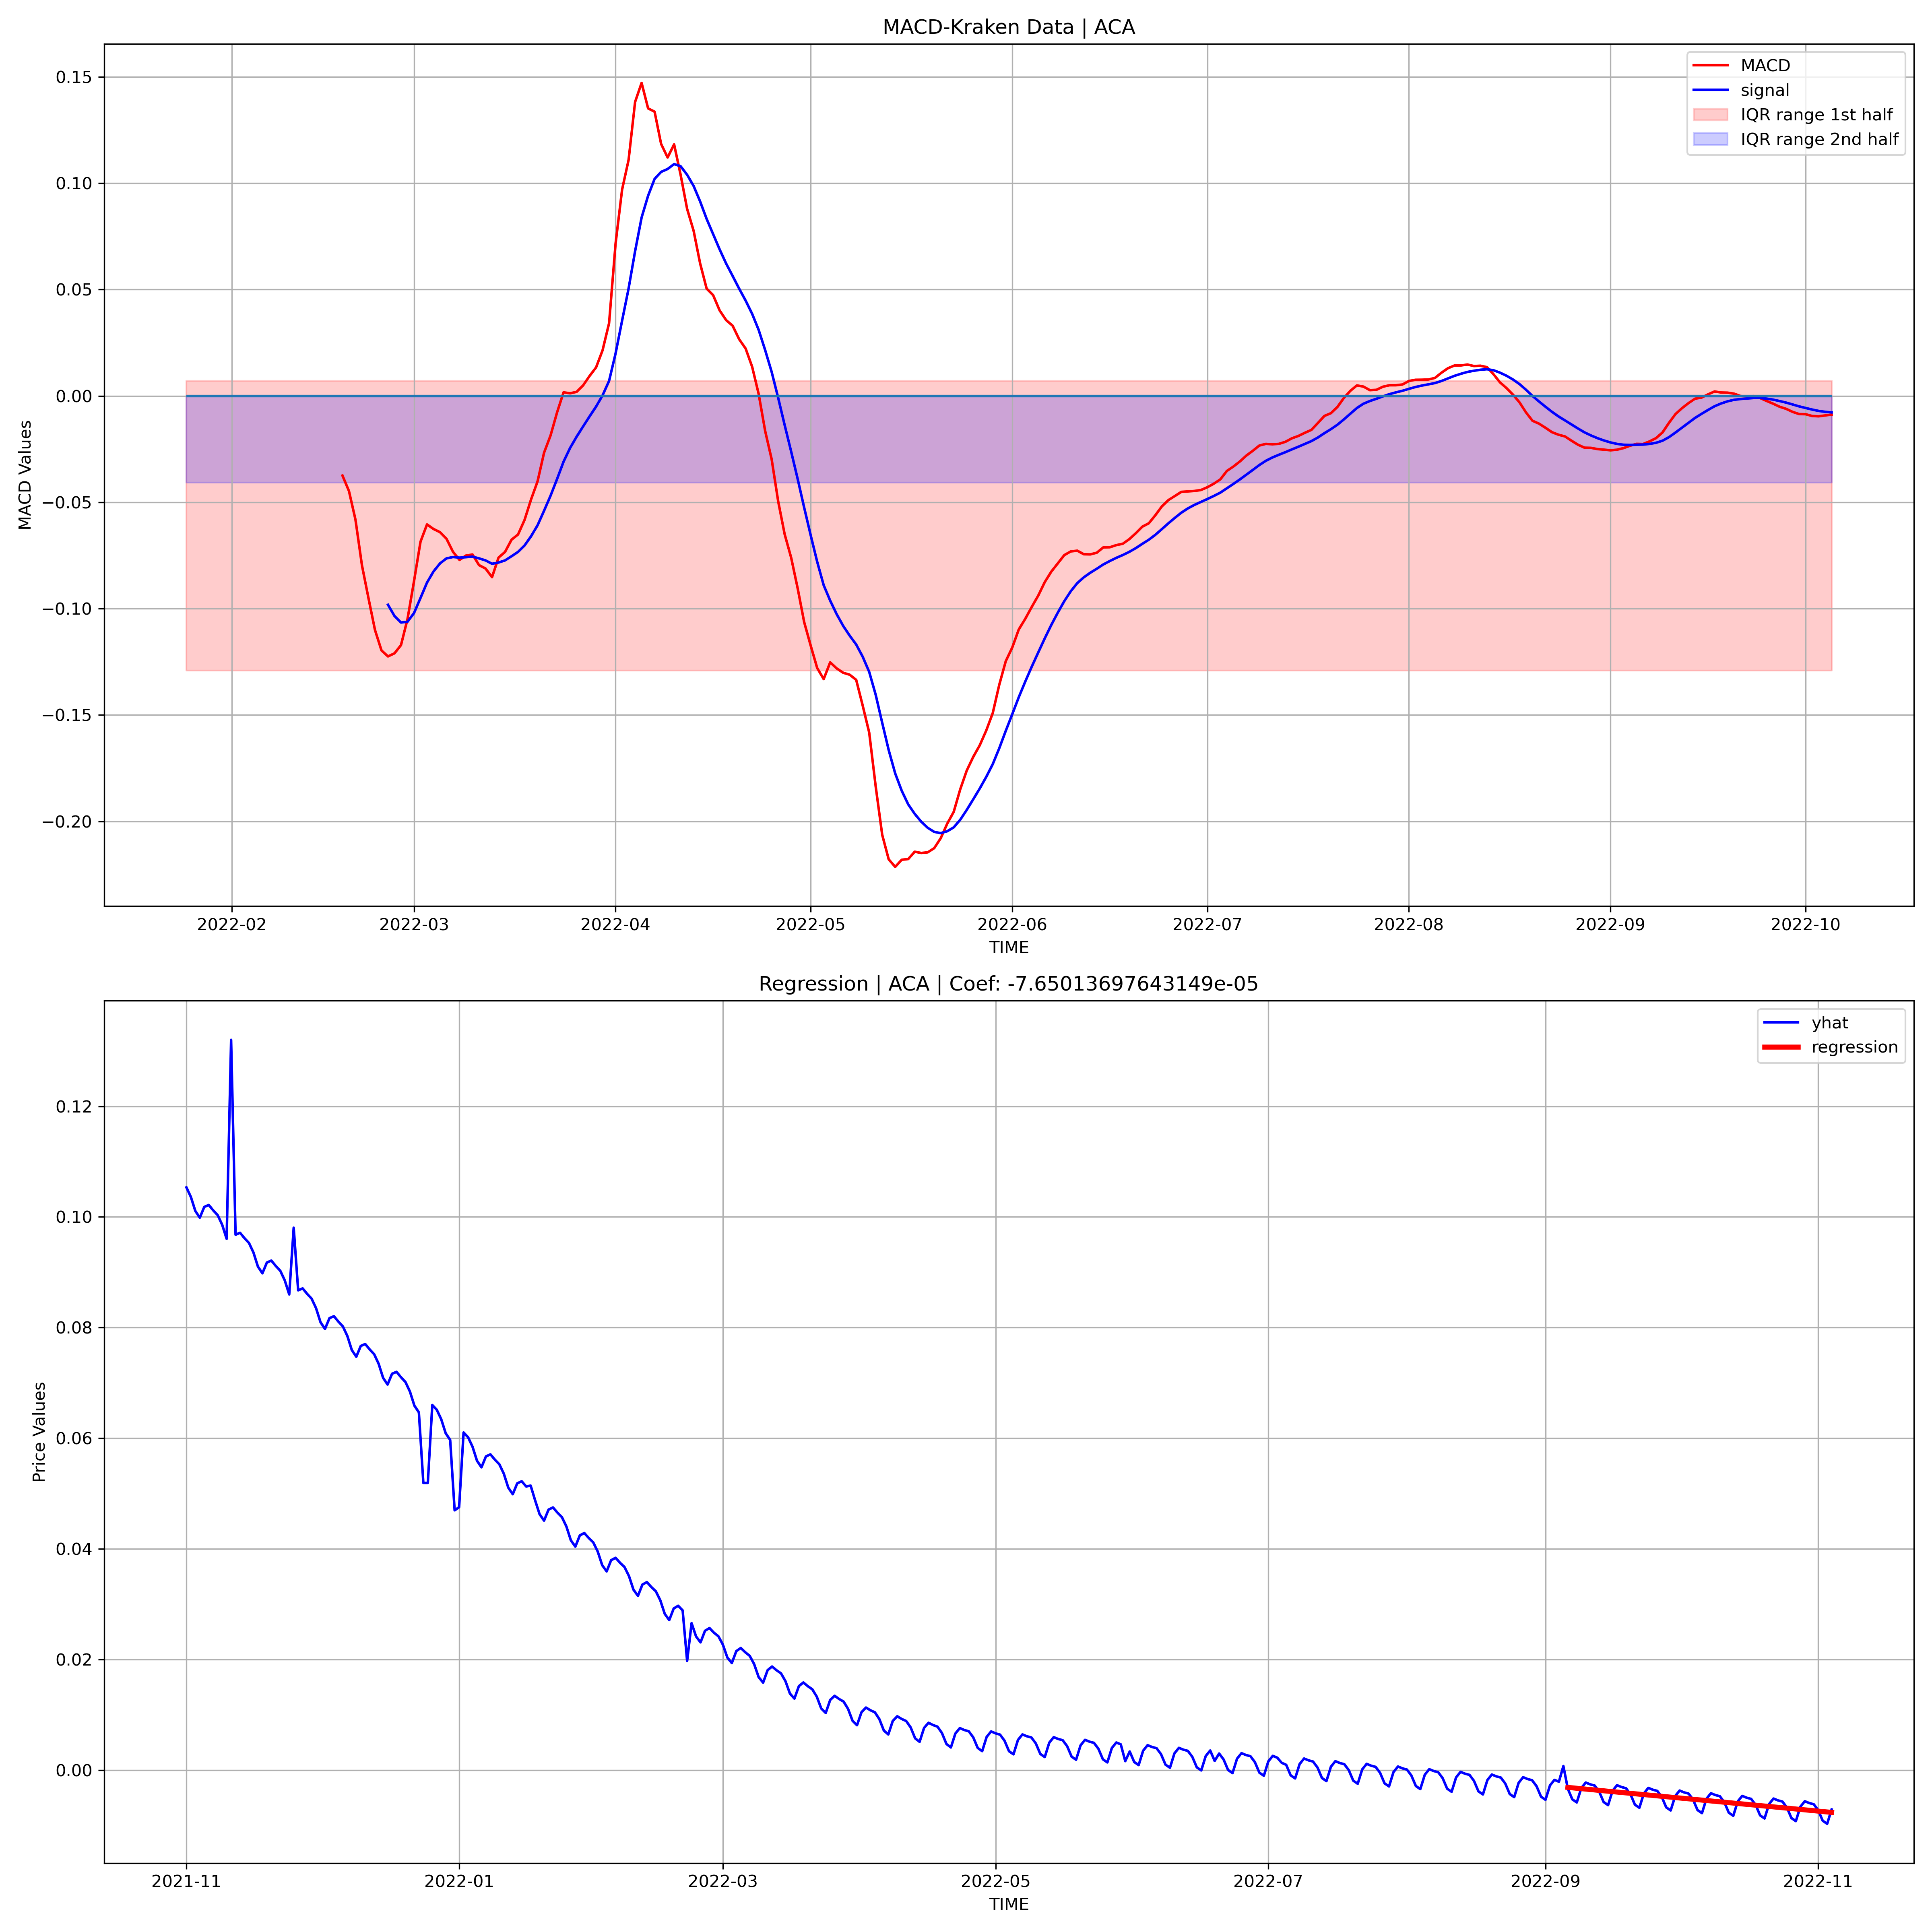 MACD-Kraken Data | ACA
MACD
signal
IQR range 1st half
IQR range 2nd half
0.15
0.10
0.05
0.00
−0.05
−0.10
−0.15
−0.20
MACD Values
2022-02 2022-03 2022-04 2022-05 2022-06 2022-07 2022-08 2022-09 2022-10
TIME
Regression | ACA | Coef: -7.65013697643149e-05
yhat
regression
0.12
0.10
0.08
0.06
0.04
0.02
0.00
Price Values
2021-11 2022-01 2022-03 2022-05 2022-07 2022-09 2022-11
TIME